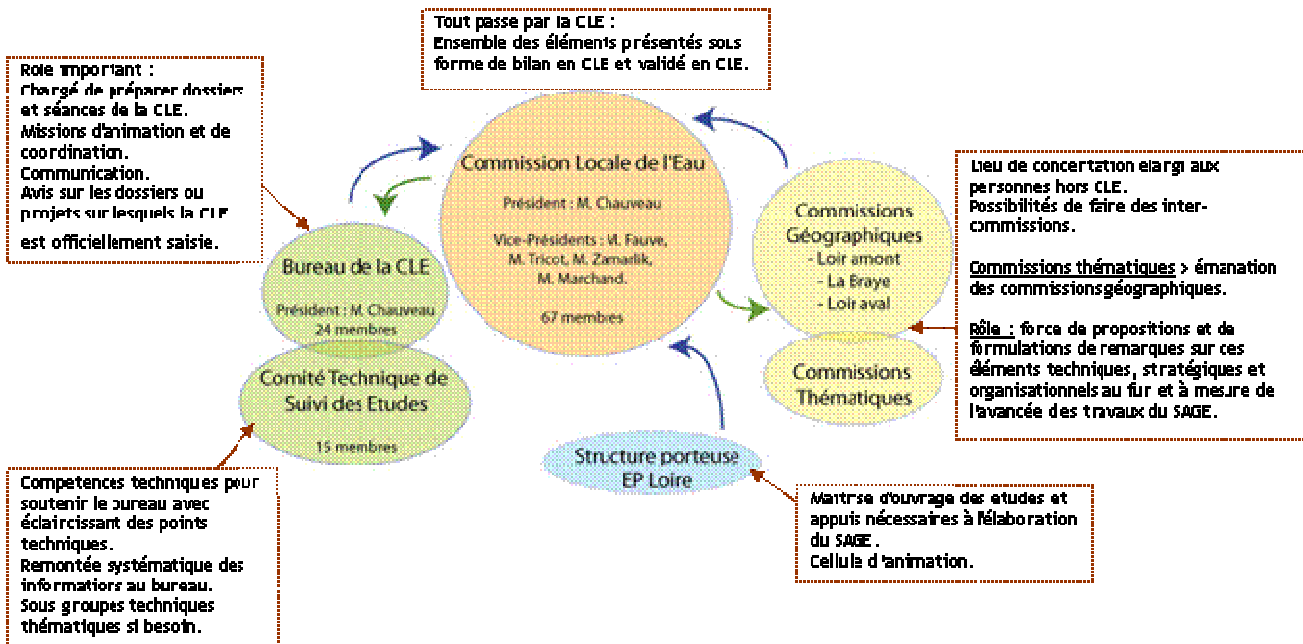 Tout passe par la CLE :
Ensemble des éléments présentés sous
forme de bilan en CLE et validé en CLE.
Role important :
Chargé de préparer dossiers
et séances de la CLE.
Missions d'animation et de
coordination.
Communication.
Avis sur les dossiers ou
projets sur lesquels la CLE
est officiellement saisie.
Commission Locale de l'Eau
Président : M. Chauveau
Vice-Présidents : M. Fauve,
M. Tricot, M. Zamarlik,
M. Marchand.
67 membres
Bureau de la CLE
Président : M. Chauveau
24 membres
Comité Technique de
Suivi des Etudes
15 membres
Commissions
Géographiques
- Loir amont
- La Braye
- Loir aval
Commissions
Thématiques
Structure porteuse
EP Loire
Lieu de concertation elargi aux
personnes hors CLE.
Possibilités de faire des inter-
commissions.
Commissions thématiques > émanation
des commissions géographiques.
Rôle : force de propositions et de
formulations de remarques sur ces
éléments techniques, stratégiques et
organisationnels au fur et à mesure de
l'avancée des travaux du SAGE.
Competences techniques pour
soutenir le bureau avec
éclaircissant des points
techniques.
Remontée systématique des
informations au bureau.
Sous groupes techniques
thématiques si besoin.
Maitrise d'ouvrage des etudes et
appuis nécessaires à l'élaboration
du SAGE.
Cellule d'animation.